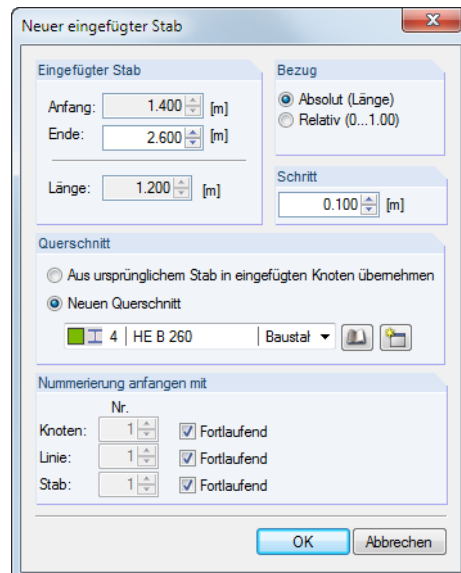 Neuer eingefügter Stab
Eingefügter Stab
Anfang: 1.400 [m]
Ende: 2.600 [m]
Länge: 1.200 [m]
Bezug
Absolut (Länge)
Relativ (0...1.00)
Schritt
0.100 [m]
Querschnitt
Aus ursprünglichem Stab in eingefügten Knoten übernehmen
Neuen Querschnitt
4 HE B 260 Baustah
Nummerierung anfangen mit
Nr.
Knoten: 1 Fortlaufend
Linie: 1 Fortlaufend
Stab: 1 Fortlaufend
OK Abbrechen